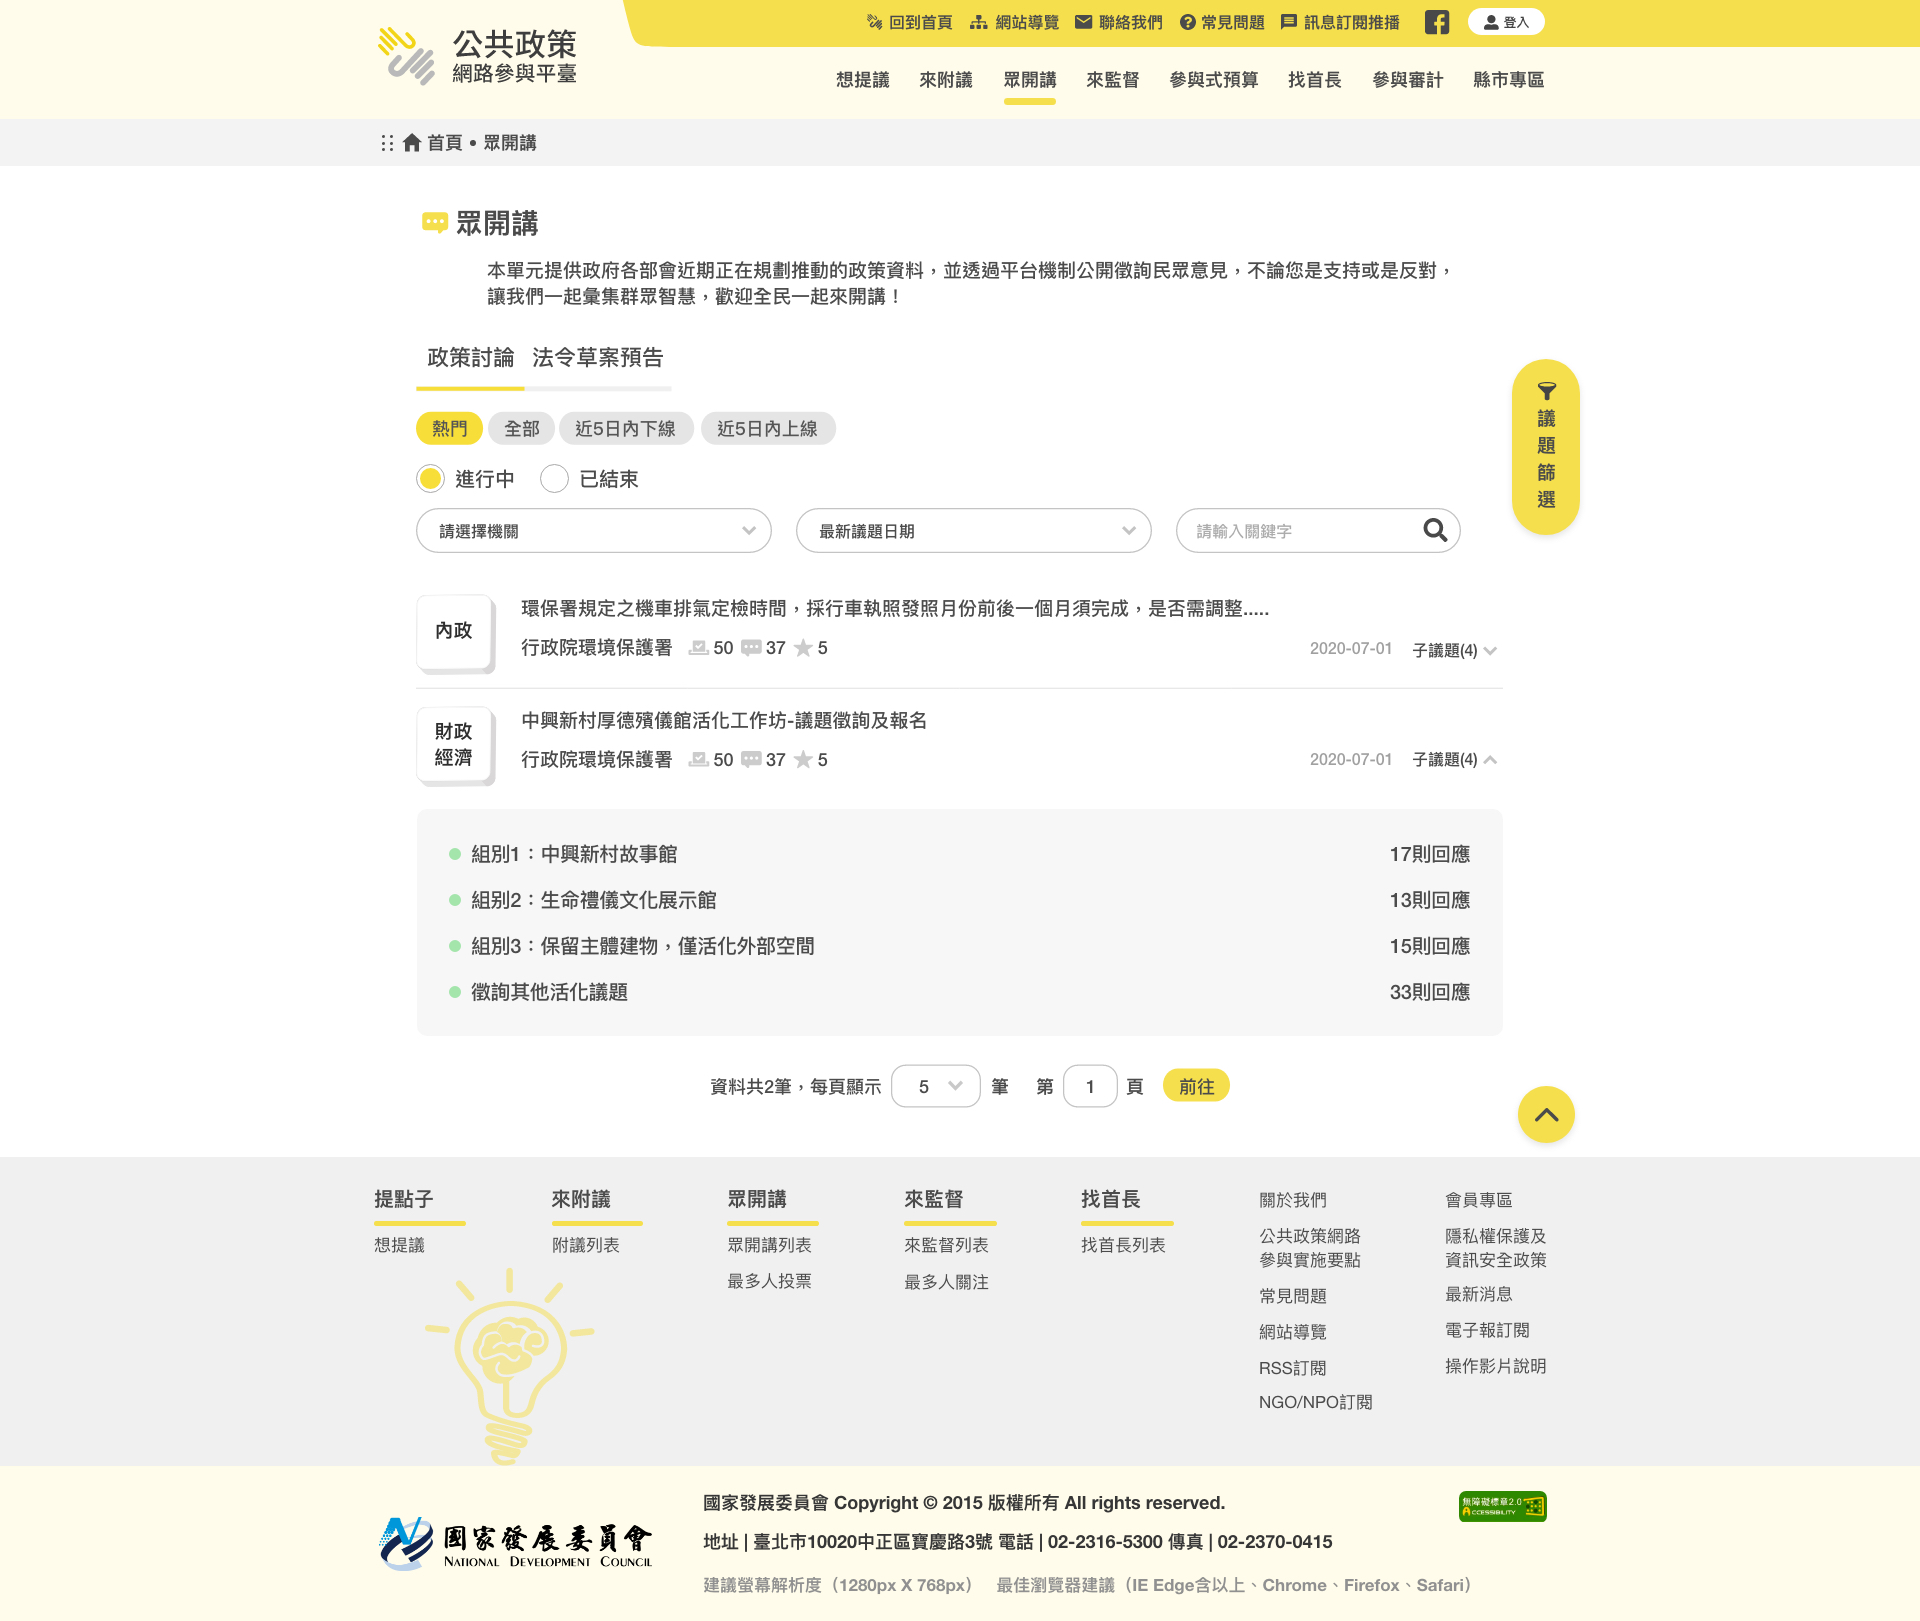 公共政策
網路參與平臺
回到首頁 網站導覽 聯絡我們 常見問題 訊息訂閱推播 登入
想提議 來附議 眾開講 來監督 參與式預算 找首長 參與審計 縣市專區
首頁 • 眾開講
眾開講
本單元提供政府各部會近期正在規劃推動的政策資料，並透過平台機制公開徵詢民眾意見，不論您是支持或是反對，
讓我們一起彙集群眾智慧，歡迎全民一起來開講！
政策討論 法令草案預告
熱門 全部 近5日內下線 近5日內上線
進行中 已結束
請選擇機關 最新議題日期 請輸入關鍵字
議
題
篩
選
內政
環保署規定之機車排氣定檢時間，採行車執照發照月份前後一個月須完成，是否需調整.....
行政院環境保護署 50 37 5 2020-07-01 子議題(4)
財政
經濟
中興新村厚德殯儀館活化工作坊-議題徵詢及報名
行政院環境保護署 50 37 5 2020-07-01 子議題(4)
組別1：中興新村故事館 17則回應
組別2：生命禮儀文化展示館 13則回應
組別3：保留主體建物，僅活化外部空間 15則回應
徵詢其他活化議題 33則回應
資料共2筆，每頁顯示 5 筆 第 1 頁 前往
提點子 來附議 眾開講 來監督 找首長
想提議 附議列表 眾開講列表 來監督列表 找首長列表
最多人投票 最多人關注
關於我們
公共政策網路
參與實施要點
常見問題
網站導覽
RSS訂閱
NGO/NPO訂閱
會員專區
隱私權保護及
資訊安全政策
最新消息
電子報訂閱
操作影片說明
國家發展委員會
NATIONAL DEVELOPMENT COUNCIL
國家發展委員會 Copyright © 2015 版權所有 All rights reserved.
地址 | 臺北市10020中正區寶慶路3號 電話 | 02-2316-5300 傳真 | 02-2370-0415
建議螢幕解析度（1280px X 768px） 最佳瀏覽器建議（IE Edge含以上、Chrome、Firefox、Safari）
無障礙標章2.0
ACCESSIBILITY